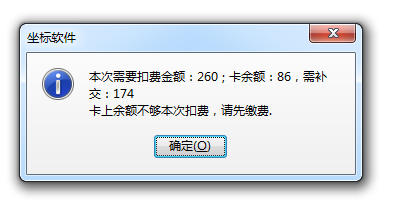 坐标软件
本次需要扣费金额：260；卡余额：86，需补
交：174
卡上余额不够本次扣费，请先缴费.
确定(O)